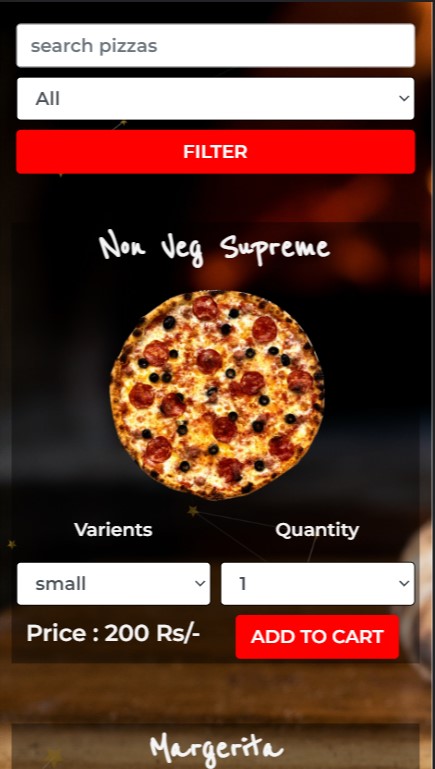 search pizzas
All
FILTER
Non Veg Supreme
Varients Quantity
small 1
Price : 200 Rs/- ADD TO CART
Margerita